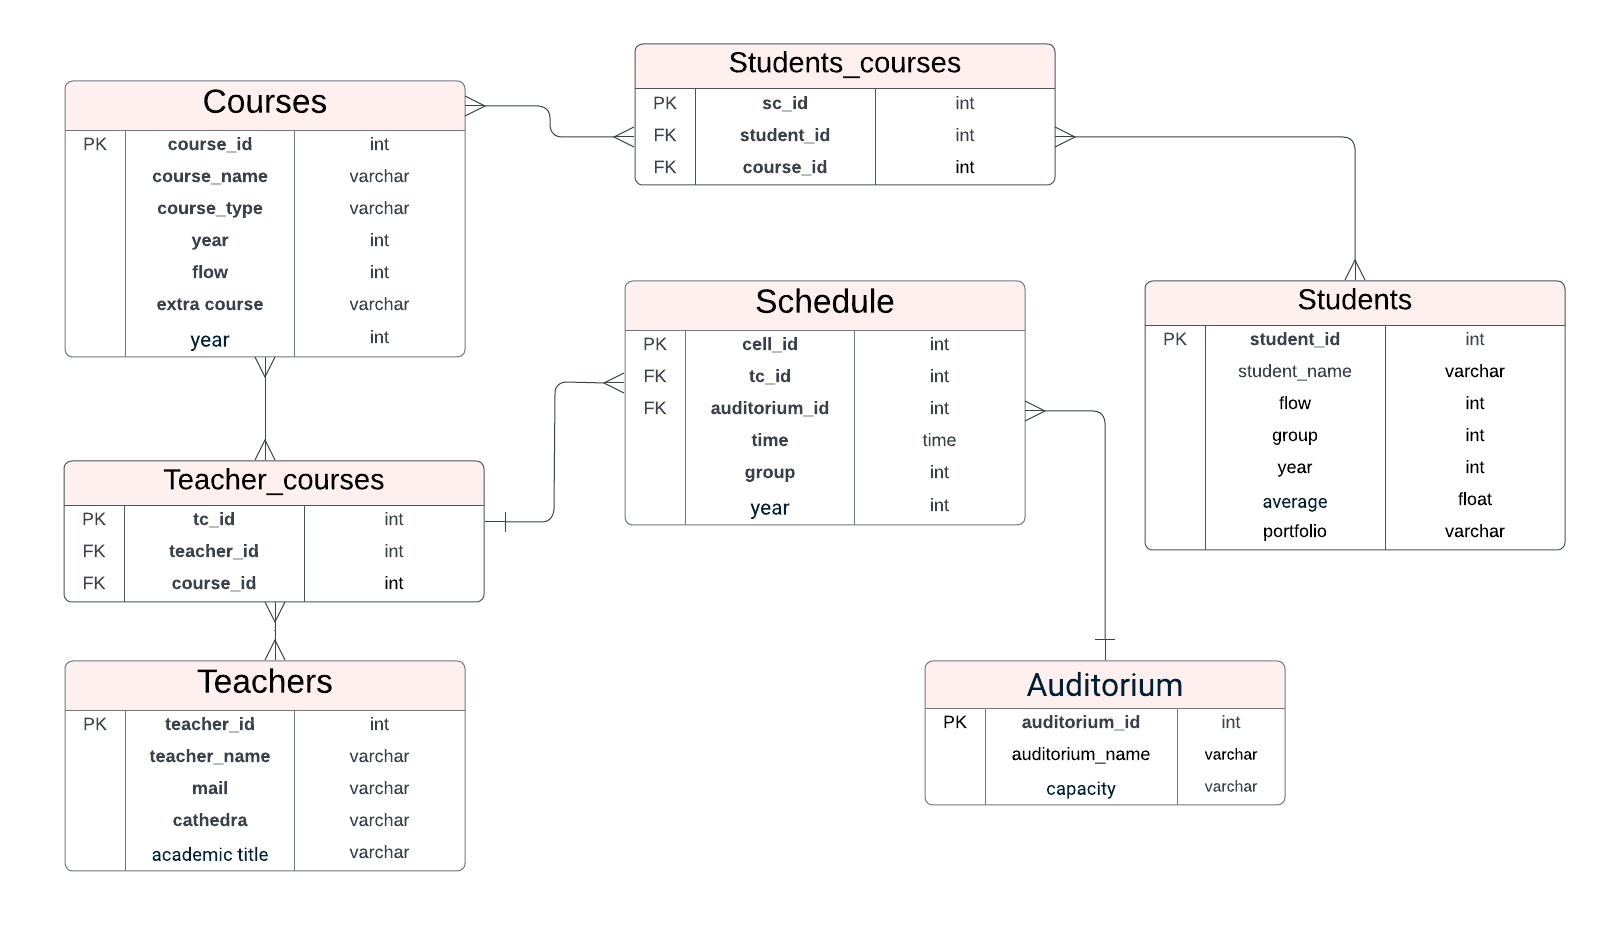 Students_courses
PK sc_id int
FK student_id int
FK course_id int
Courses
PK course_id int
course_name varchar
course_type varchar
year int
flow int
extra course varchar
year int
Schedule
PK cell_id int
FK tc_id int
FK auditorium_id int
time time
group int
year int
Students
PK student_id int
student_name varchar
flow int
group int
year int
average float
portfolio varchar
Teacher_courses
PK tc_id int
FK teacher_id int
FK course_id int
Teachers
PK teacher_id int
teacher_name varchar
mail varchar
cathedra varchar
academic title varchar
Auditorium
PK auditorium_id int
auditorium_name varchar
capacity varchar